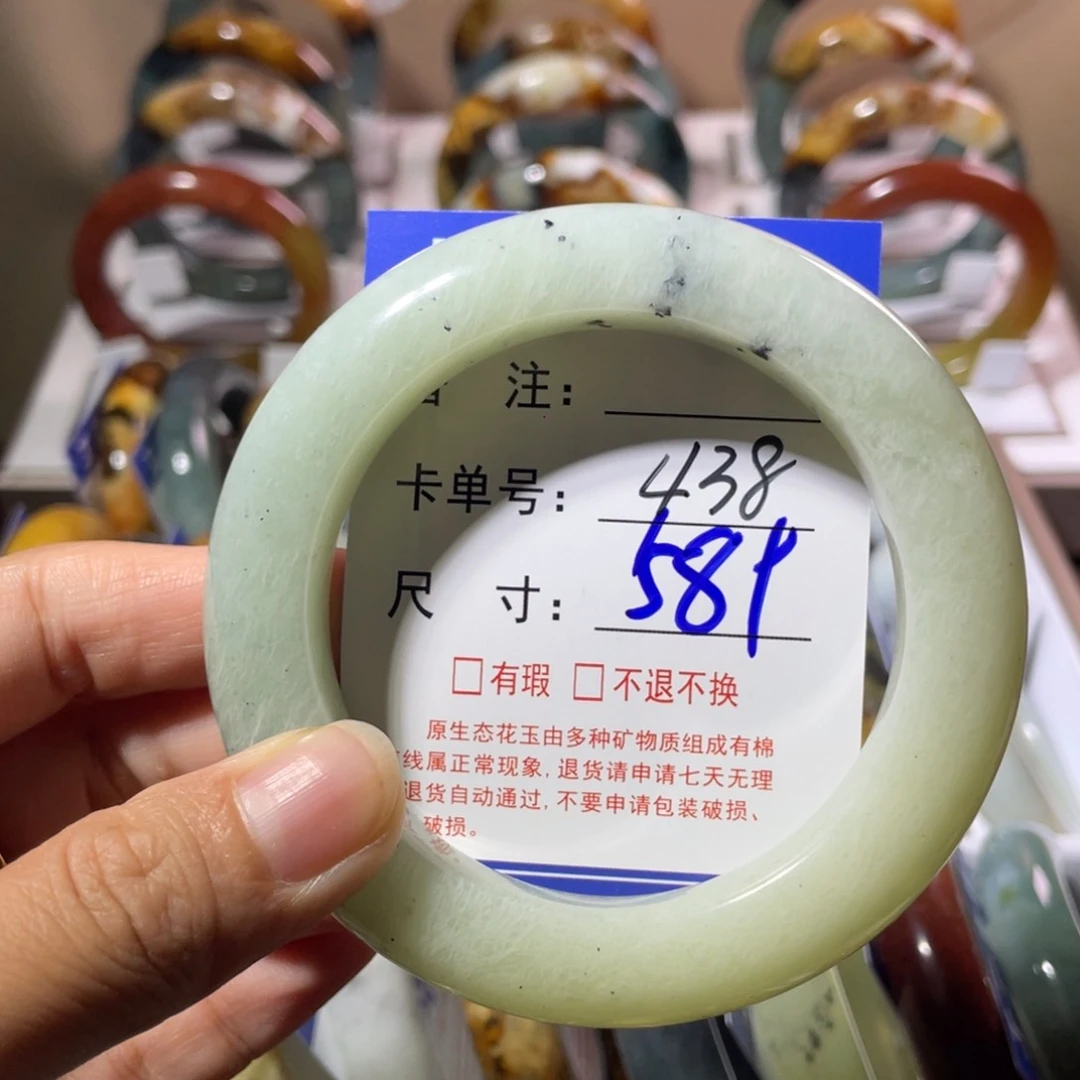 注：
卡单号： 438
尺 寸： 589
□有瑕 □不退不换
原生态花玉由多种矿物质组成有棉
线属正常现象，退货请申请七天无理
退货自动通过，不要申请包装破损、
破损。